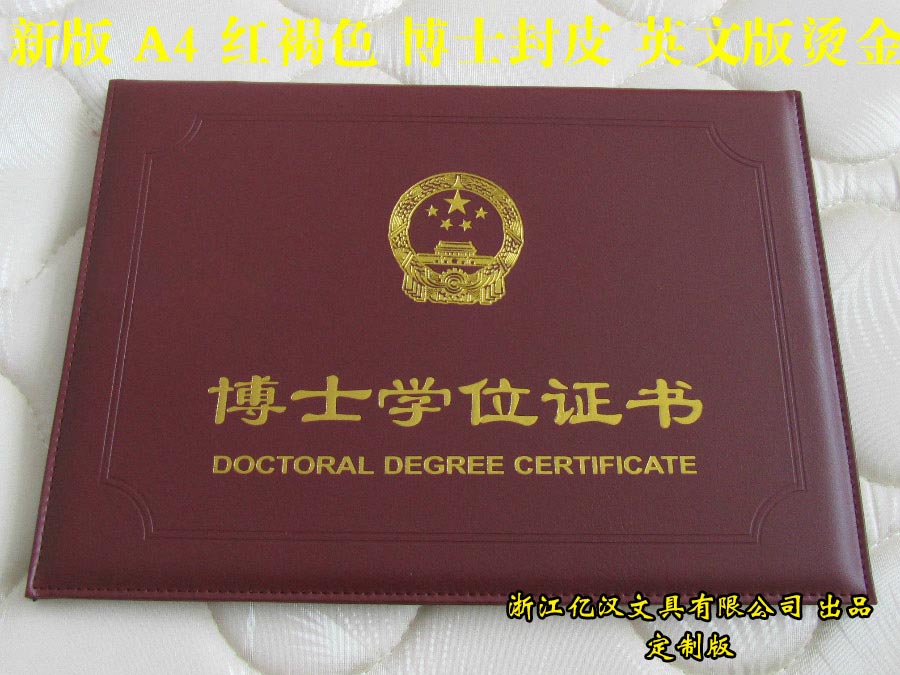 新版 A4 红褐色 博士封皮 英文版烫金
博士学位证书
DOCTORAL DEGREE CERTIFICATE
浙江亿汉文具有限公司 出品
定制版